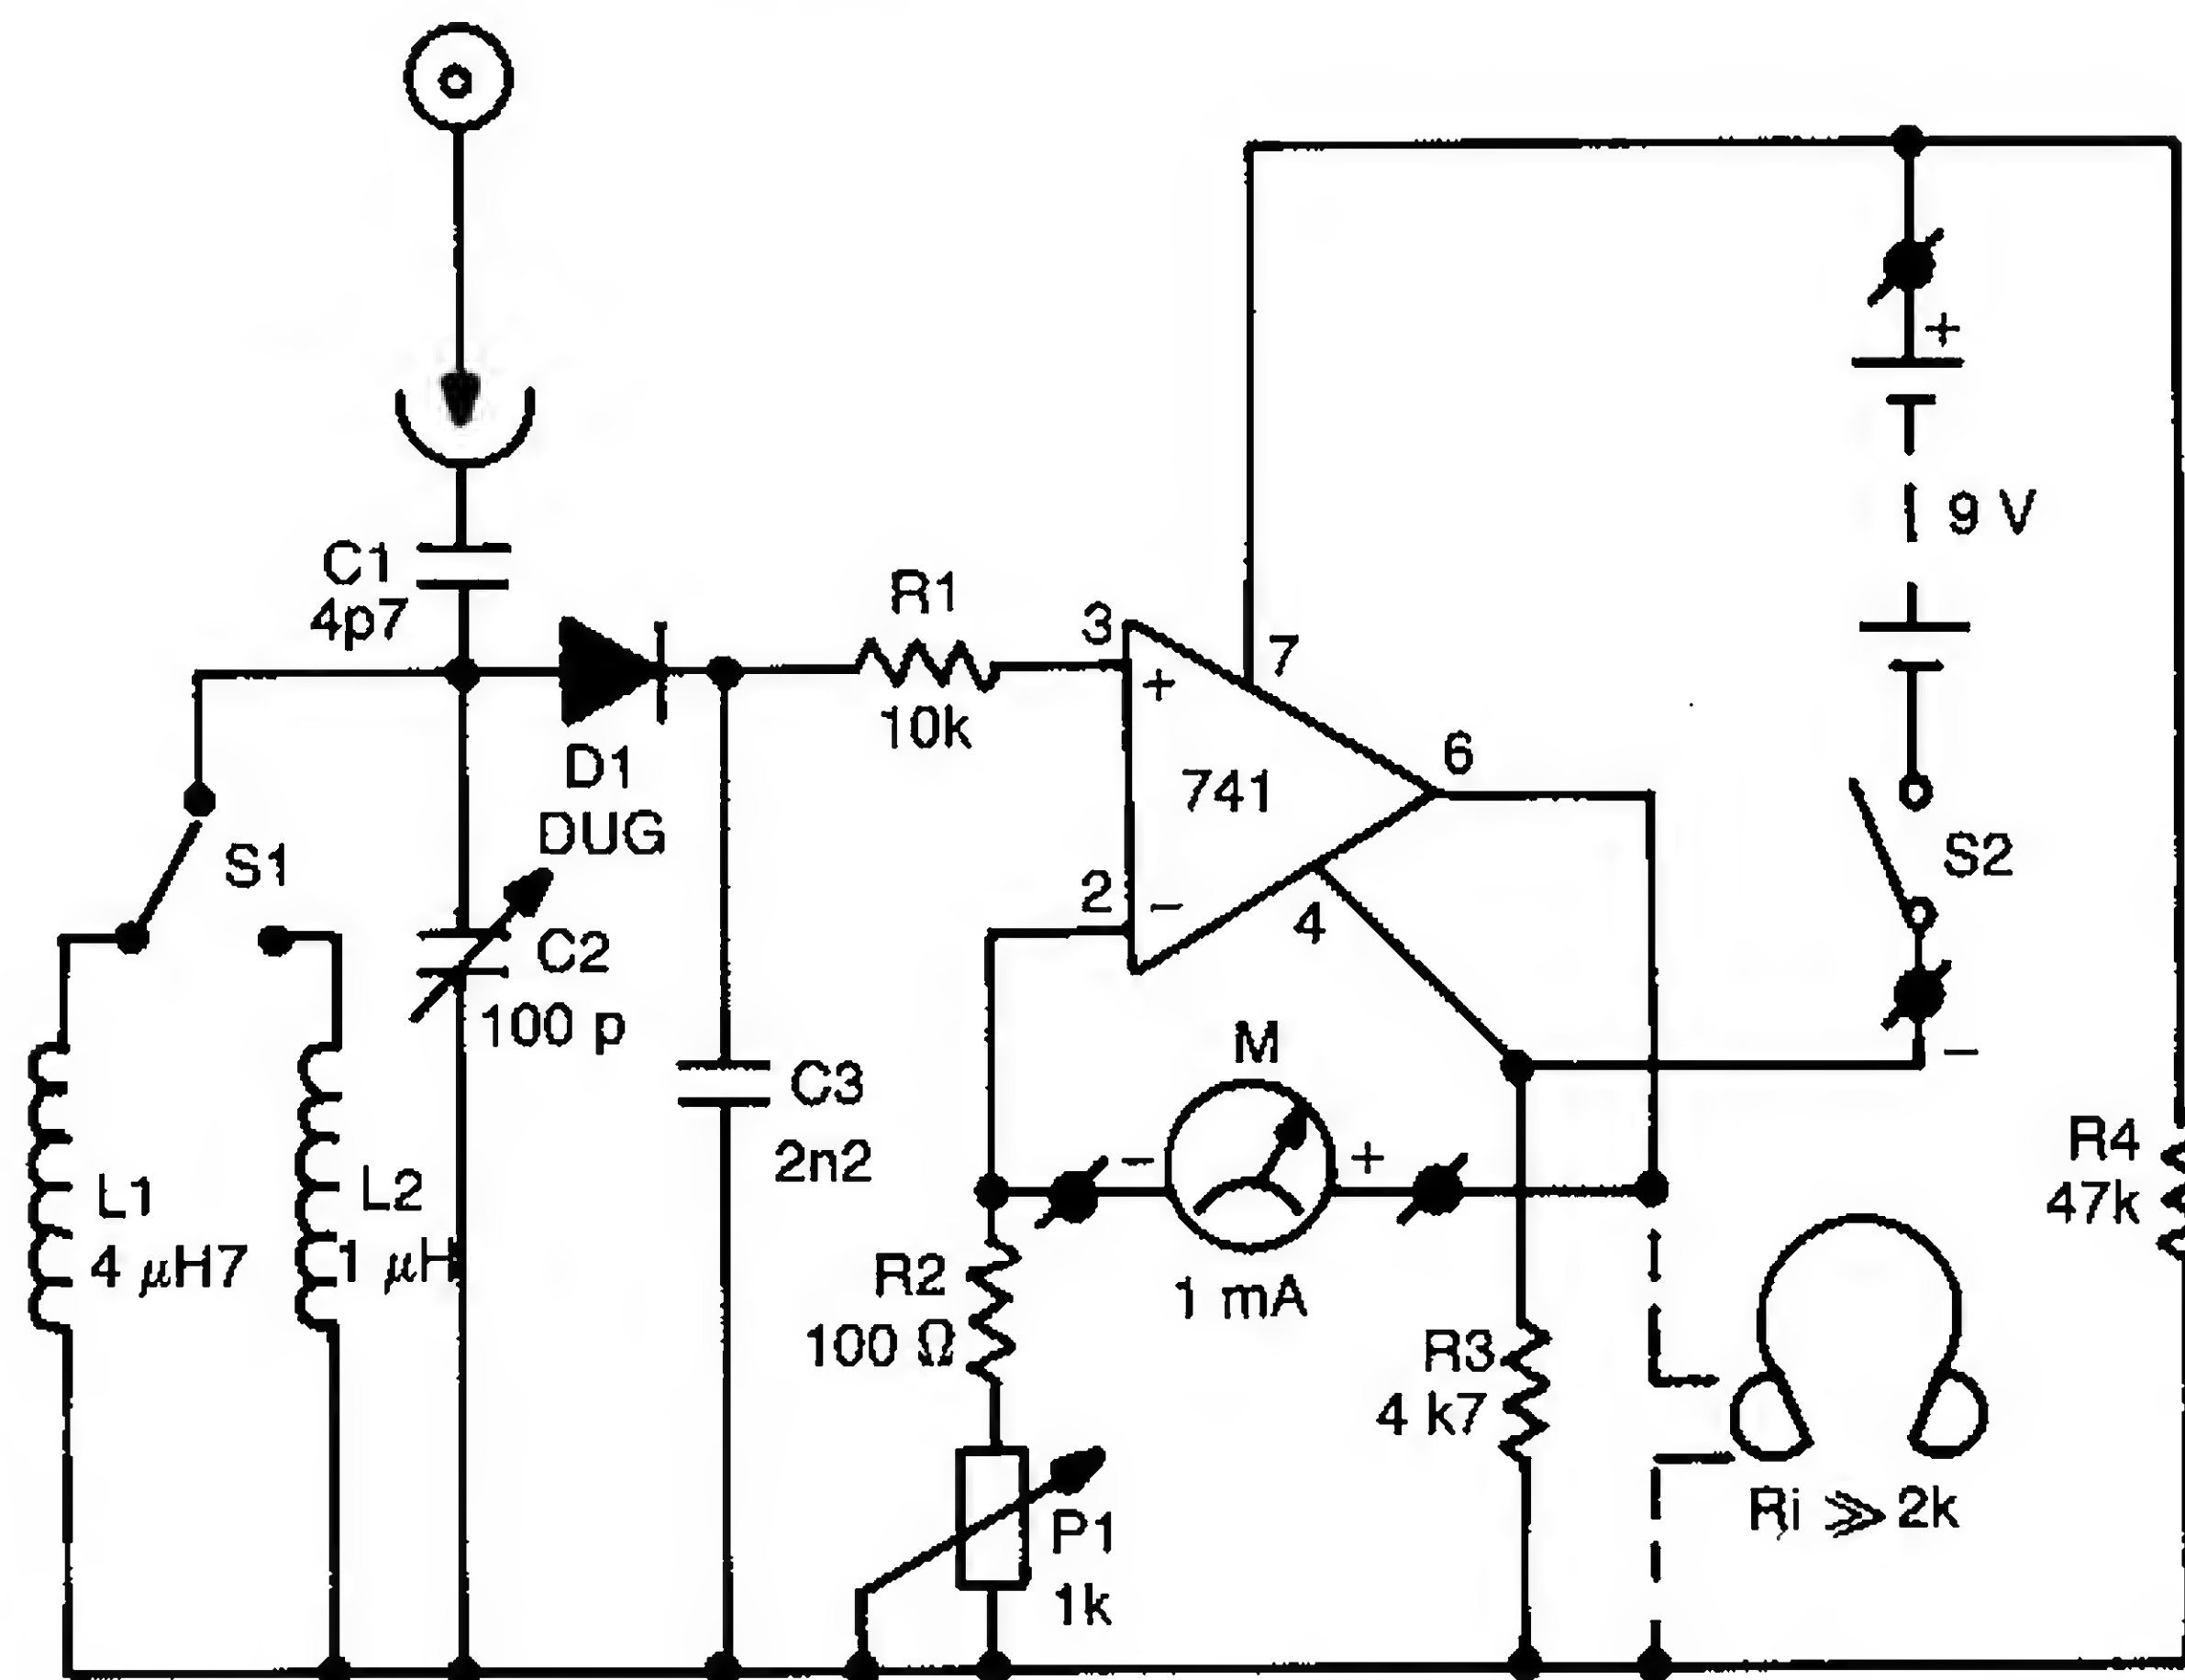 +
9 V
C1
4p7
R1
10k
3
+
7
D1
DUG
741
6
S1
2
−
4
S2
C2
100 p
M
−
C3
2n2
−
+
R4
47k
L1
4 µH7
L2
1 µH
R2
100 Ω
1 mA
R3
4 k7
P1
1k
Ri ≫ 2k